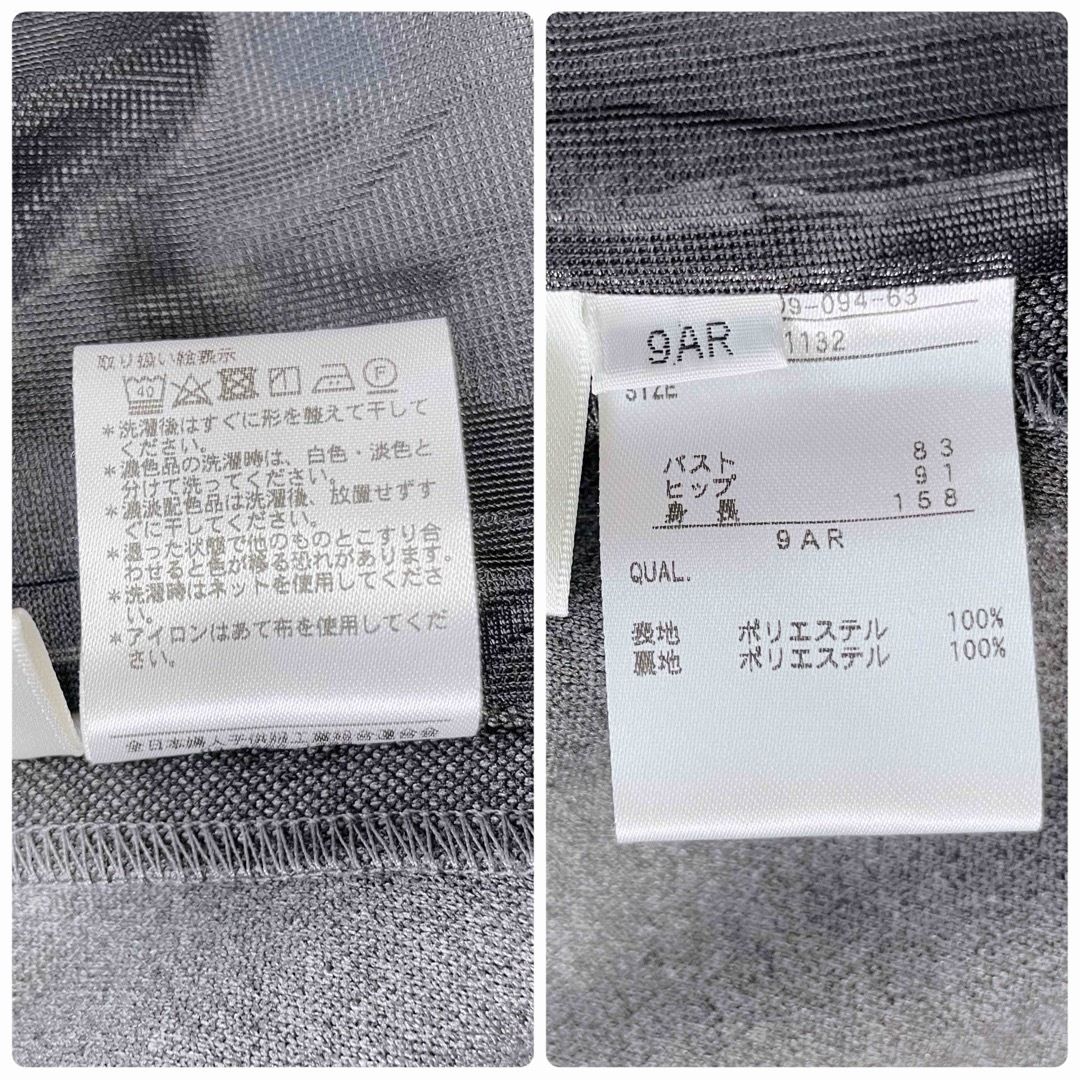 取り扱い絵表示
40 F
*洗濯後はすぐに形を整えて干して
ください。
*濃色品の洗濯時は、白色・淡色と
分けて洗ってください。
*濃淡配色品は洗濯後、放置せずす
ぐに干してください。
*湿った状態で他のものとこすり合
わせると色が移る恐れがあります。
*洗濯時はネットを使用してくださ
い。
*アイロンはあて布を使用してくだ
さい。
09-094-63
9AR
1132
SIZE
バスト 83
ヒップ 91
身長 158
9AR
QUAL.
表地 ポリエステル 100%
裏地 ポリエステル 100%